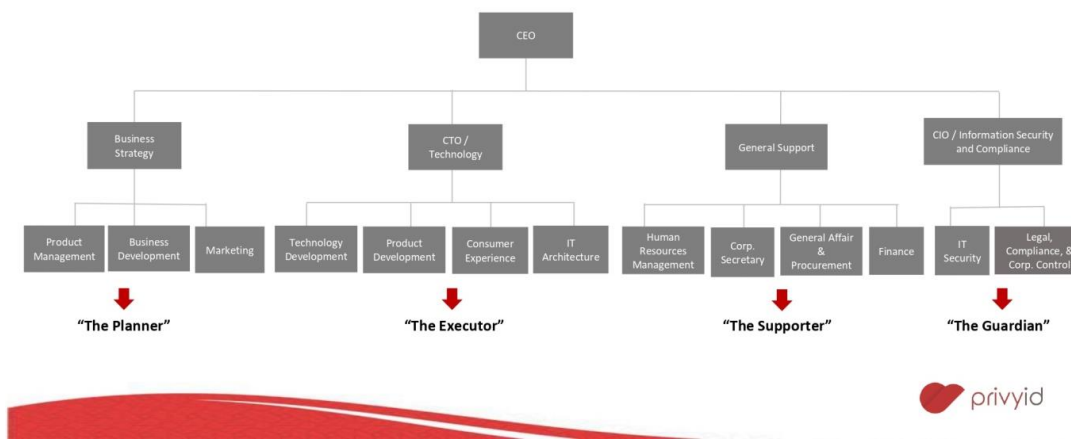 CEO
Business
Strategy
CTO /
Technology
General Support
CIO / Information Security
and Compliance
Product
Management
Business
Development
Marketing
Technology
Development
Product
Development
Consumer
Experience
IT
Architecture
Human
Resources
Management
Corp.
Secretary
General Affair
&
Procurement
Finance
IT
Security
Legal,
Compliance, &
Corp. Control
“The Planner”
“The Executor”
“The Supporter”
“The Guardian”
privyid